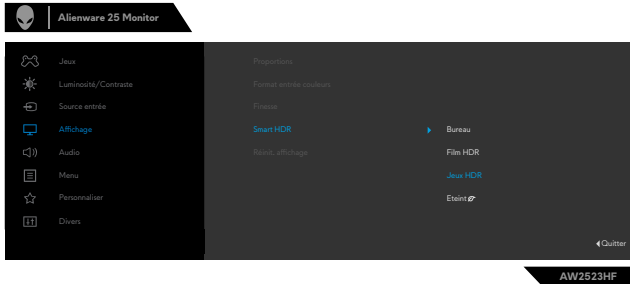 Alienware 25 Monitor
Jeux
Luminosité/Contraste
Source entrée
Affichage
Audio
Menu
Personnaliser
Divers
Proportions
Format entrée couleurs
Finesse
Smart HDR
Réinit. affichage
Bureau
Film HDR
Jeux HDR
Eteint
Quitter
AW2523HF